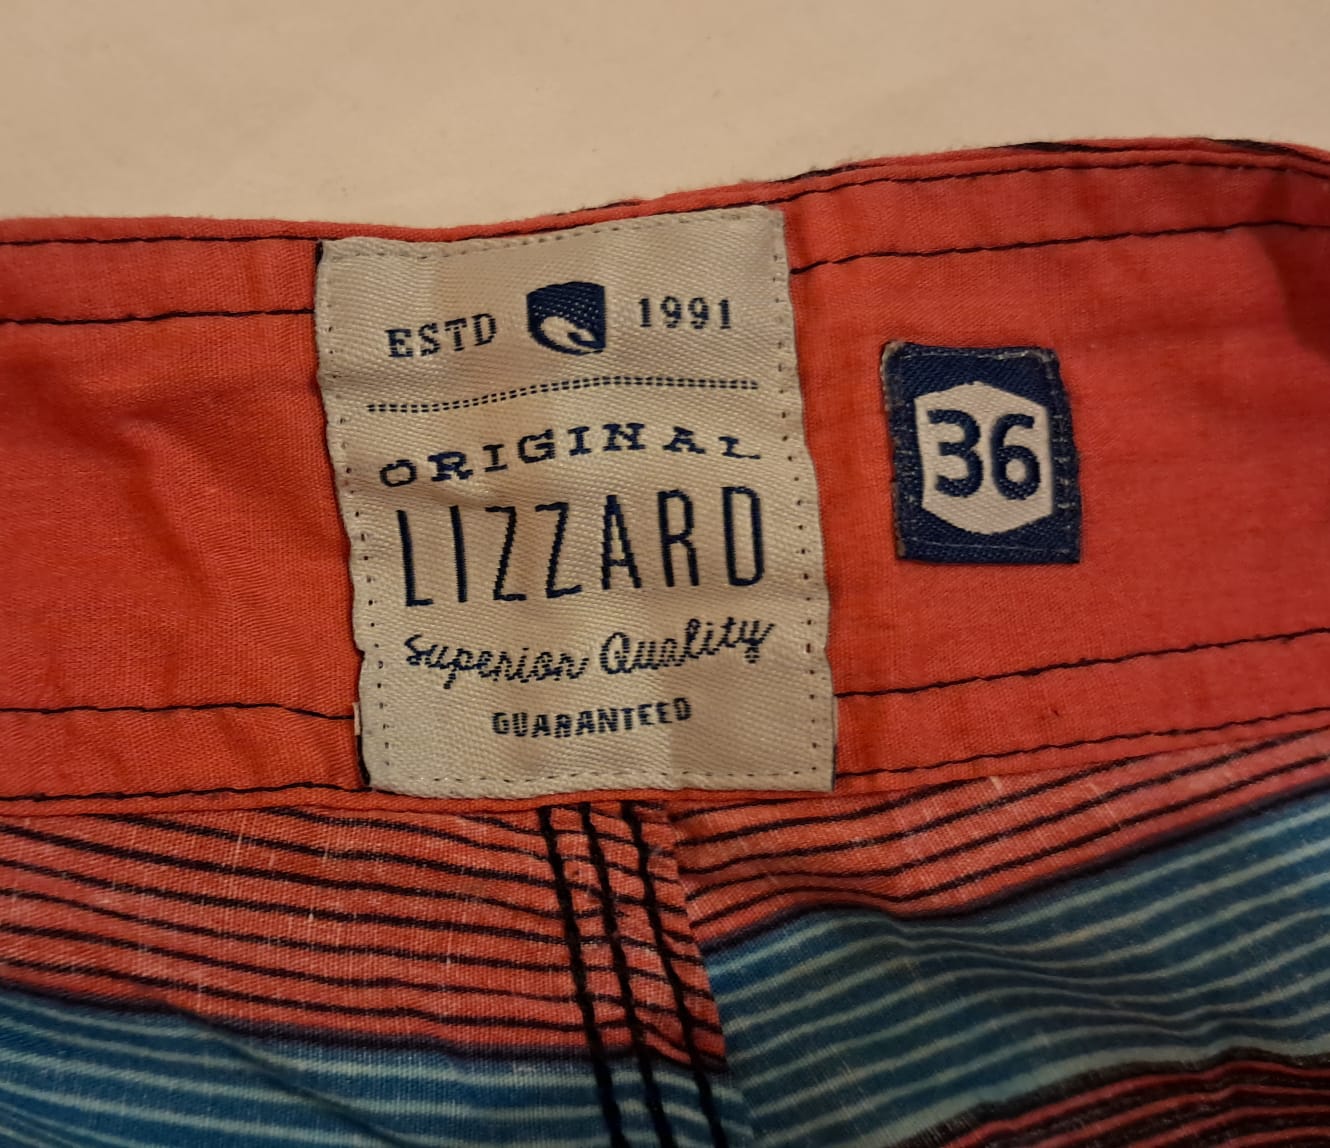 ESTD 1991
ORIGINAL
LIZZARD
Superior Quality
GUARANTEED
36